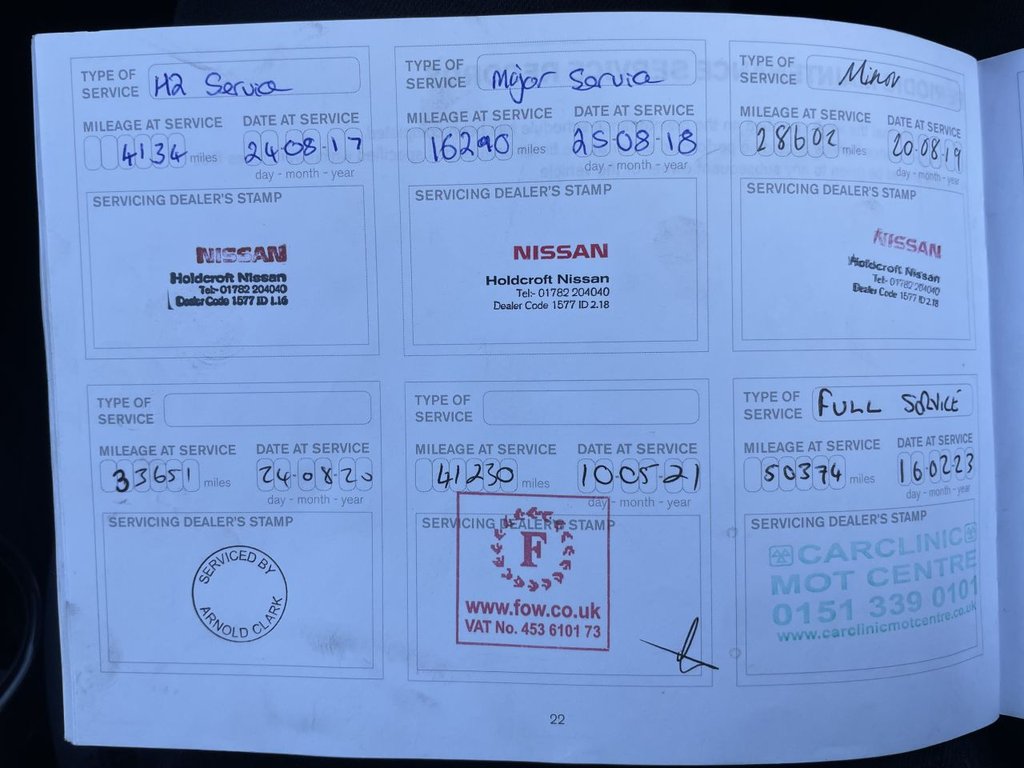 TYPE OF SERVICE H2 Service
MILEAGE AT SERVICE DATE AT SERVICE
4134 miles 24-08-17
day - month - year
SERVICING DEALER'S STAMP
NISSAN
Holdcroft Nissan
Tel:- 01782 204040
Dealer Code 1577 ID 1.16
TYPE OF SERVICE Major Service
MILEAGE AT SERVICE DATE AT SERVICE
16290 miles 25-08-18
day - month - year
SERVICING DEALER'S STAMP
NISSAN
Holdcroft Nissan
Tel:- 01782 204040
Dealer Code 1577 ID 2.18
TYPE OF SERVICE Minor
MILEAGE AT SERVICE DATE AT SERVICE
28602 miles 20.08.19
day - month - year
SERVICING DEALER'S STAMP
NISSAN
Holdcroft Nissan
Tel:- 01782 204040
Dealer Code 1577 ID 2.18
TYPE OF SERVICE
MILEAGE AT SERVICE DATE AT SERVICE
33651 miles 24-08-20
day - month - year
SERVICING DEALER'S STAMP
SERVICED BY
ARNOLD CLARK
TYPE OF SERVICE
MILEAGE AT SERVICE DATE AT SERVICE
41230 miles 10-05-21
day - month - year
SERVICING DEALER'S STAMP
F
www.fow.co.uk
VAT No. 453 6101 73
TYPE OF SERVICE FULL SERVICE
MILEAGE AT SERVICE DATE AT SERVICE
50374 miles 16.02.23
day - month - year
SERVICING DEALER'S STAMP
CARCLINIC
MOT CENTRE
0151 339 0101
www.carclinicmotcentre.co.uk
22